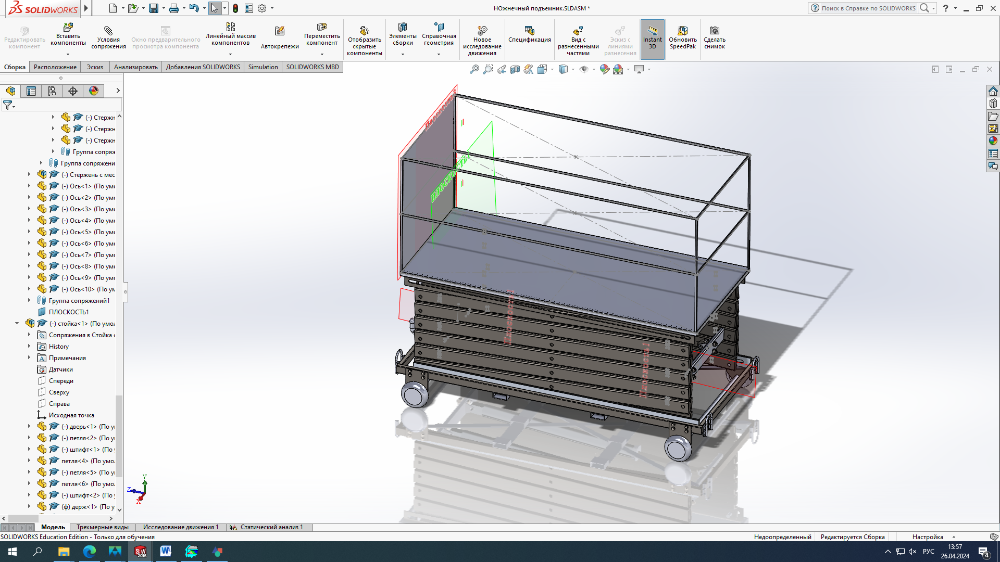 SOLIDWORKS
НОжнечный подъемник.SLDASM *
Поиск в Справке по SOLIDWORKS
Редактировать компонент
Вставить компоненты
Условия сопряжения
Окно предварительного просмотра компонента
Линейный массив компонентов
Автокрепежи
Переместить компонент
Отобразить скрытые компоненты
Элементы сборки
Справочная геометрия
Новое исследование движения
Спецификация
Вид с разнесенными частями
Эскиз с линиями разнесения
Instant 3D
Обновить SpeedPak
Сделать снимок
Сборка
Расположение
Эскиз
Анализировать
Добавления SOLIDWORKS
Simulation
SOLIDWORKS MBD
(-) Стержн
(-) Стержн
(-) Стержн
Группа сопряж
Группа сопряжени
(-) Стержень с мес
(-) Ось<1> (По умо
(-) Ось<2> (По умо
(-) Ось<3> (По умо
(-) Ось<4> (По умо
(-) Ось<5> (По умо
(-) Ось<6> (По умо
(-) Ось<7> (По умо
(-) Ось<8> (По умо
(-) Ось<9> (По умо
(-) Ось<10> (По ум
Группа сопряжений1
ПЛОСКОСТЬ1
(-) стойка<1> (По умол
Сопряжения в Стойка с
History
Примечания
Датчики
Спереди
Сверху
Справа
Исходная точка
(-) дверь<1> (По у
(-) петля<2> (По у
(-) штифт<1> (По у
петля<4> (По умо
(-) петля<5> (По у
петля<6> (По умо
(-) штифт<2> (По у
(ф) держ<1> (По у
Плоскость1
Плоскость1
Y
Z
X
Модель
Трехмерные виды
Исследование движения 1
Статический анализ 1
SOLIDWORKS Education Edition - Только для обучения
Недоопределенный
Редактируется Сборка
Настройка
SW
2016
РУС
13:57
26.04.2024
4